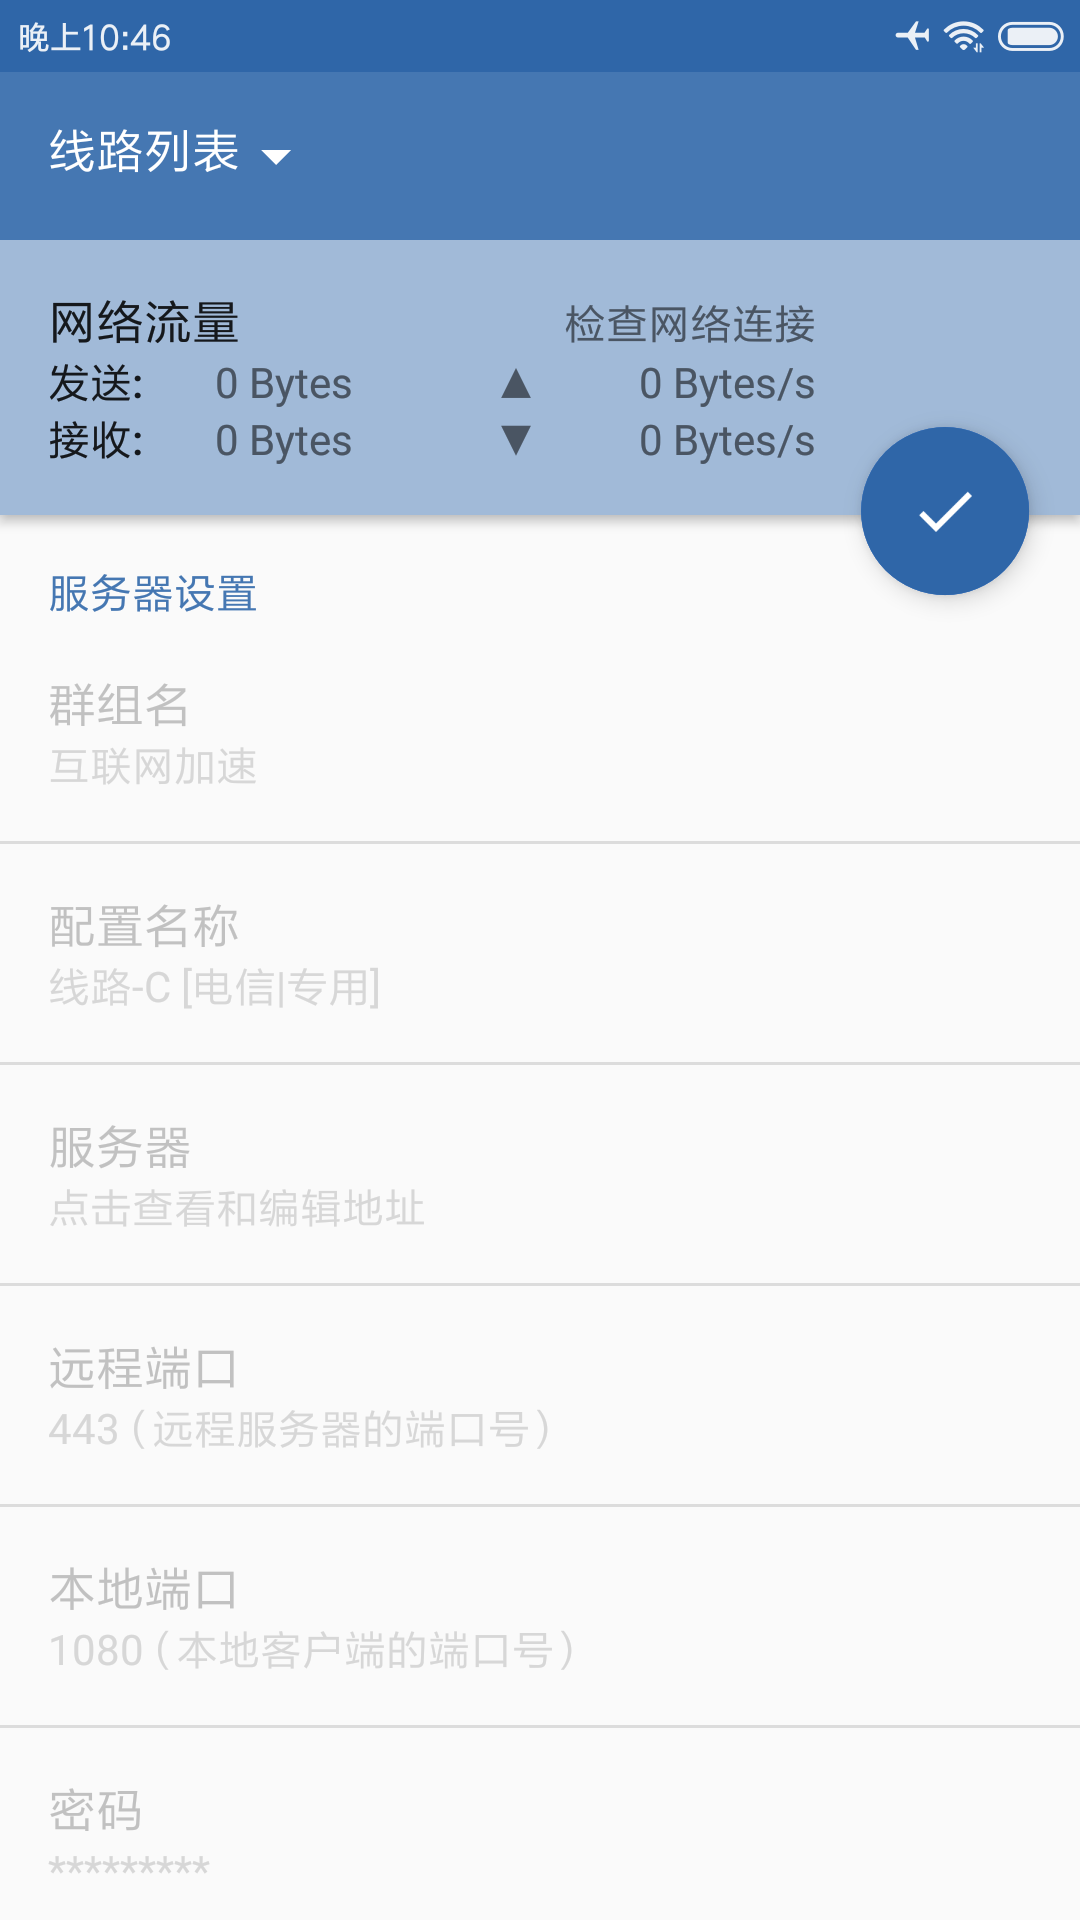 晚上10:46
线路列表
网络流量 检查网络连接
发送: 0 Bytes ▲ 0 Bytes/s
接收: 0 Bytes ▼ 0 Bytes/s
服务器设置
群组名
互联网加速
配置名称
线路-C [电信|专用]
服务器
点击查看和编辑地址
远程端口
443（远程服务器的端口号）
本地端口
1080（本地客户端的端口号）
密码
*********